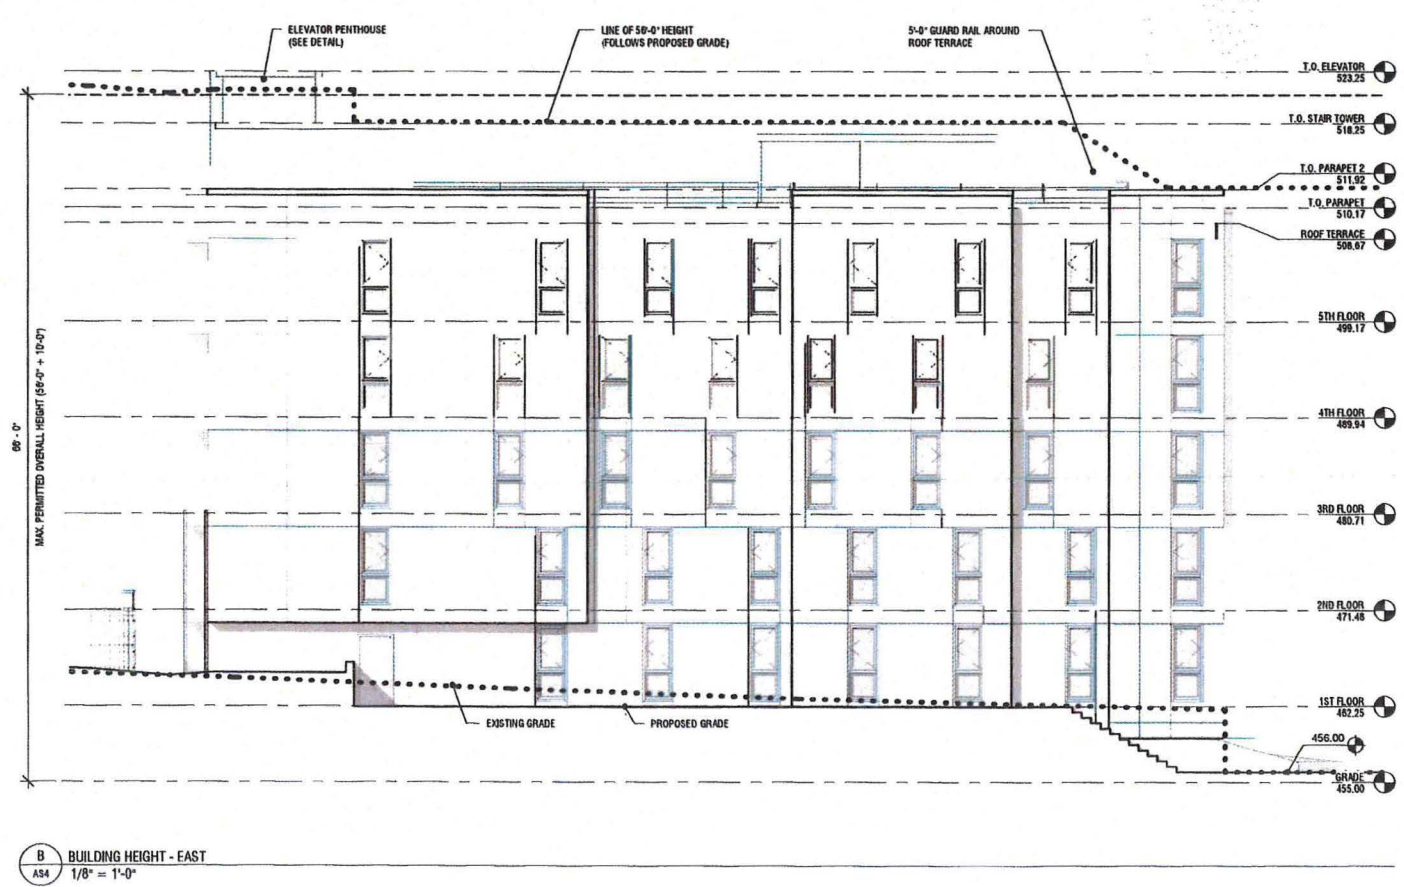 ELEVATOR PENTHOUSE
(SEE DETAIL)
LINE OF 56'-0" HEIGHT
(FOLLOWS PROPOSED GRADE)
5'-0" GUARD RAIL AROUND
ROOF TERRACE
T.O. ELEVATOR
523.25
T.O. STAIR TOWER
518.25
T.O. PARAPET 2
511.92
T.O. PARAPET
510.17
ROOF TERRACE
508.67
5TH FLOOR
499.17
4TH FLOOR
489.94
3RD FLOOR
480.71
2ND FLOOR
471.48
1ST FLOOR
462.25
456.00
GRADE
455.00
66' - 0"
MAX. PERMITTED OVERALL HEIGHT (56'-0" + 10'-0")
EXISTING GRADE
PROPOSED GRADE
B
AS4
BUILDING HEIGHT - EAST
1/8" = 1'-0"